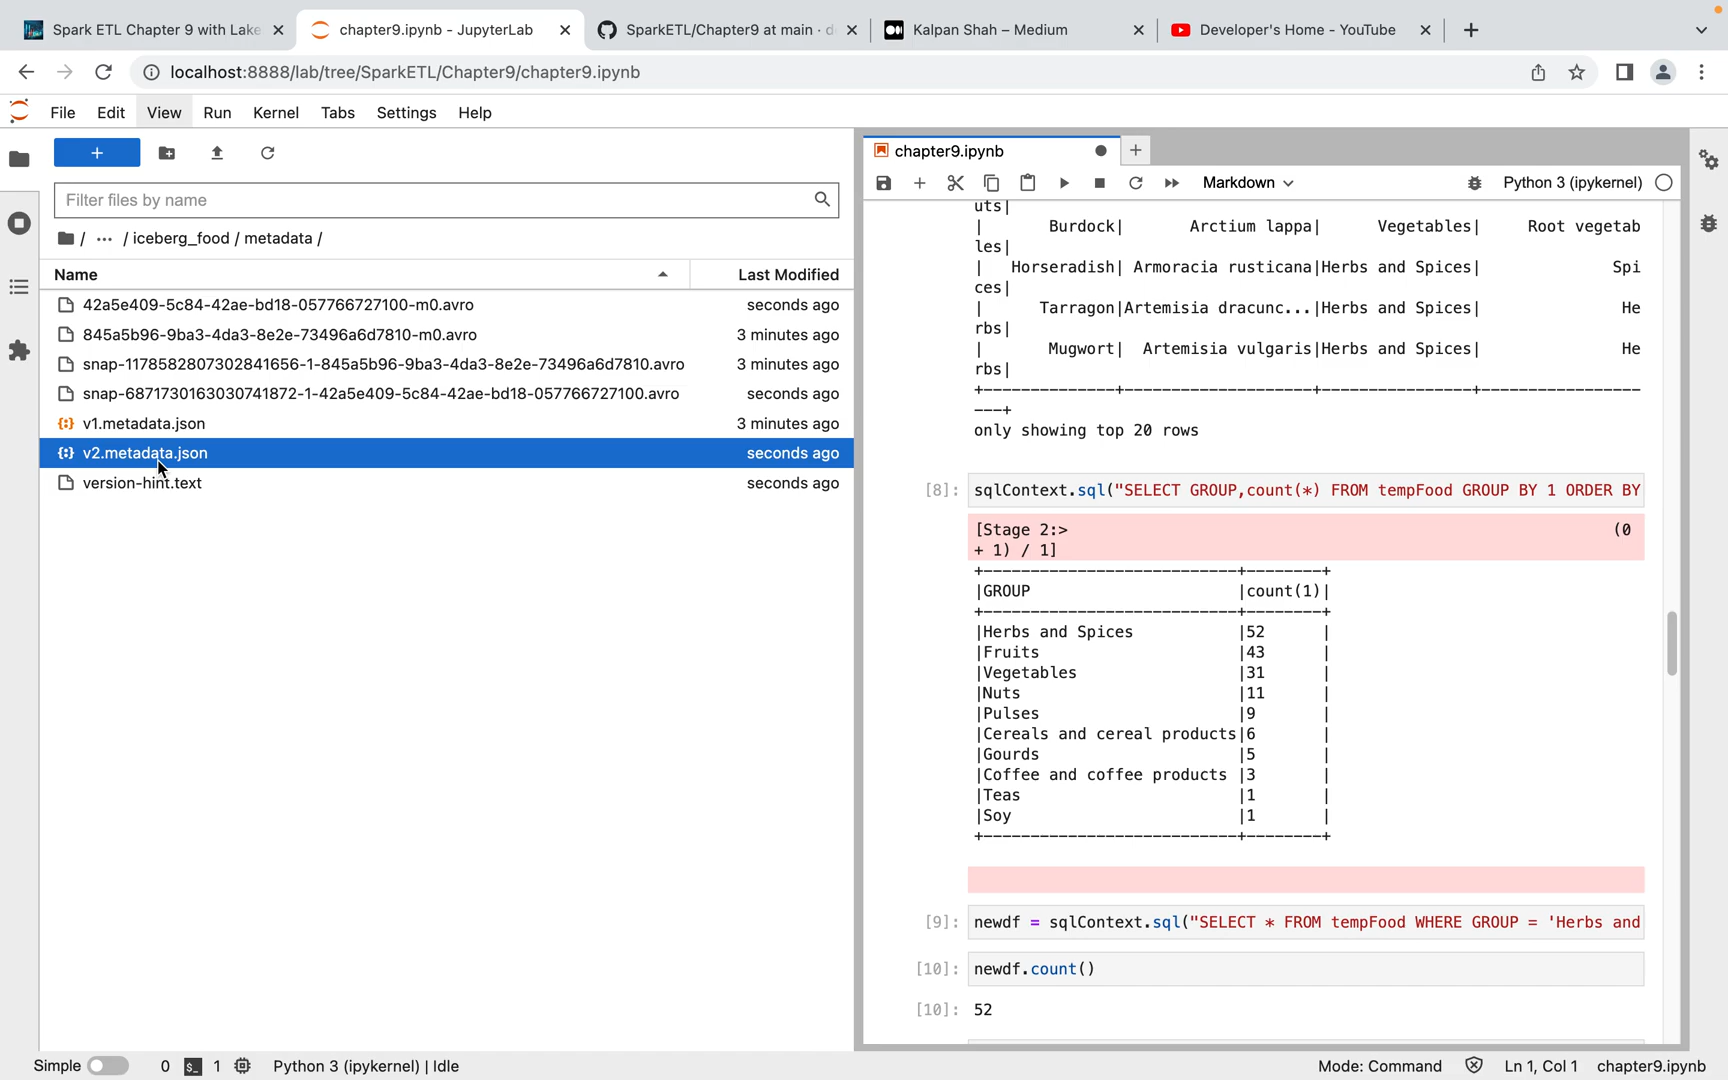 Spark ETL Chapter 9 with Lake
chapter9.ipynb - JupyterLab
SparkETL/Chapter9 at main · d
Kalpan Shah – Medium
Developer's Home - YouTube
localhost:8888/lab/tree/SparkETL/Chapter9/chapter9.ipynb
File Edit View Run Kernel Tabs Settings Help
chapter9.ipynb
Markdown
Python 3 (ipykernel)
Filter files by name
/ ··· / iceberg_food / metadata /
Name Last Modified
42a5e409-5c84-42ae-bd18-057766727100-m0.avro seconds ago
845a5b96-9ba3-4da3-8e2e-73496a6d7810-m0.avro 3 minutes ago
snap-1178582807302841656-1-845a5b96-9ba3-4da3-8e2e-73496a6d7810.avro 3 minutes ago
snap-6871730163030741872-1-42a5e409-5c84-42ae-bd18-057766727100.avro seconds ago
v1.metadata.json 3 minutes ago
v2.metadata.json seconds ago
version-hint.text seconds ago
uts|
| Burdock| Arctium lappa| Vegetables| Root vegetab
les|
| Horseradish| Armoracia rusticana|Herbs and Spices| Spi
ces|
| Tarragon|Artemisia dracunc...|Herbs and Spices| He
rbs|
| Mugwort| Artemisia vulgaris|Herbs and Spices| He
rbs|
+--------------+--------------------+----------------+----------------
---+
only showing top 20 rows
[8]: sqlContext.sql("SELECT GROUP,count(*) FROM tempFood GROUP BY 1 ORDER BY
[Stage 2:> (0
+ 1) / 1]
+---------------------------+--------+
|GROUP |count(1)|
+---------------------------+--------+
|Herbs and Spices |52 |
|Fruits |43 |
|Vegetables |31 |
|Nuts |11 |
|Pulses |9 |
|Cereals and cereal products|6 |
|Gourds |5 |
|Coffee and coffee products |3 |
|Teas |1 |
|Soy |1 |
+---------------------------+--------+
[9]: newdf = sqlContext.sql("SELECT * FROM tempFood WHERE GROUP = 'Herbs and
[10]: newdf.count()
[10]: 52
Simple 0 1 Python 3 (ipykernel) | Idle Mode: Command Ln 1, Col 1 chapter9.ipynb